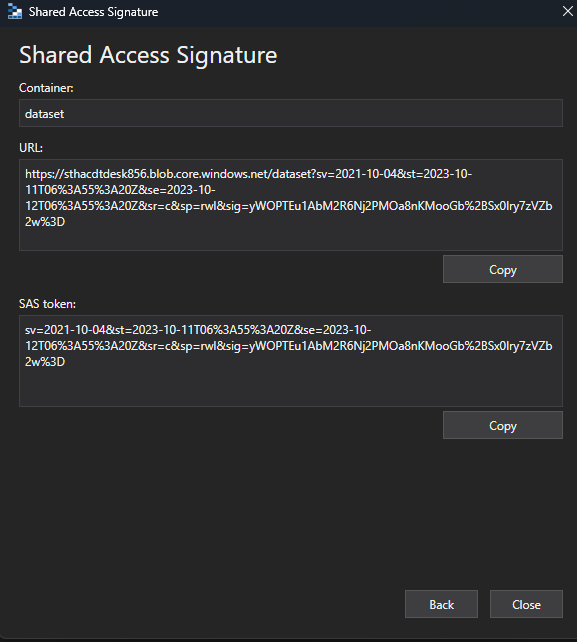 Shared Access Signature
Shared Access Signature
Container:
dataset
URL:
https://sthacdtdesk856.blob.core.windows.net/dataset?sv=2021-10-04&st=2023-10-
11T06%3A55%3A20Z&se=2023-10-
12T06%3A55%3A20Z&sr=c&sp=rwl&sig=yWOPTEu1AbM2R6Nj2PMOa8nKMooGb%2BSx0Iry7zVZb
2w%3D
Copy
SAS token:
sv=2021-10-04&st=2023-10-11T06%3A55%3A20Z&se=2023-10-
12T06%3A55%3A20Z&sr=c&sp=rwl&sig=yWOPTEu1AbM2R6Nj2PMOa8nKMooGb%2BSx0Iry7zVZb
2w%3D
Copy
Back
Close